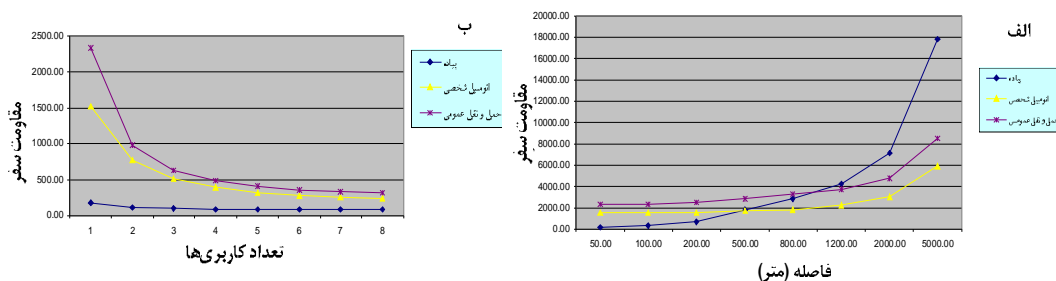 الف
20000.00
18000.00
16000.00
14000.00
12000.00
10000.00
8000.00
6000.00
4000.00
2000.00
0.00
مقاومت سفر
50.00 100.00 200.00 500.00 800.00 1200.00 2000.00 5000.00
فاصله (متر)
پیاده
اتومبیل شخصی
حمل و نقل عمومی
ب
2500.00
2000.00
1500.00
1000.00
500.00
0.00
مقاومت سفر
1 2 3 4 5 6 7 8
تعداد کاربری‌ها
پیاده
اتومبیل شخصی
حمل و نقل عمومی